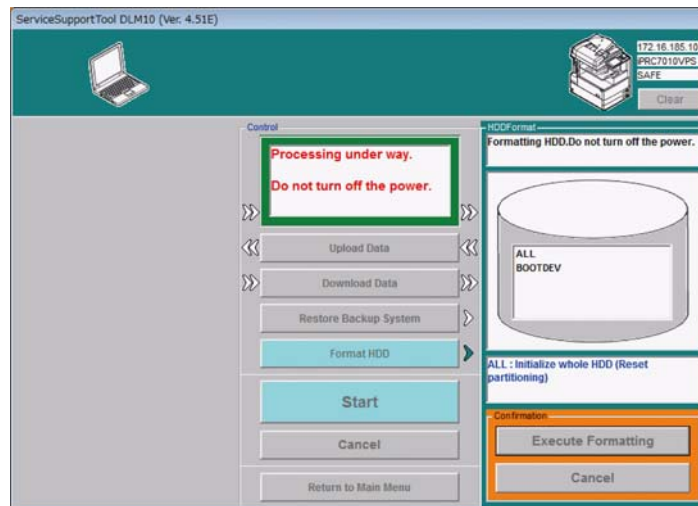 ServiceSupportTool DLM10 (Ver. 4.51E)
172.16.185.10
iPRC7010VPS
SAFE
Clear
Control
Processing under way.
Do not turn off the power.
Upload Data
Download Data
Restore Backup System
Format HDD
Start
Cancel
Return to Main Menu
HDDFormat
Formatting HDD.Do not turn off the power.
ALL
BOOTDEV
ALL : Initialize whole HDD (Reset
partitioning)
Confirmation
Execute Formatting
Cancel